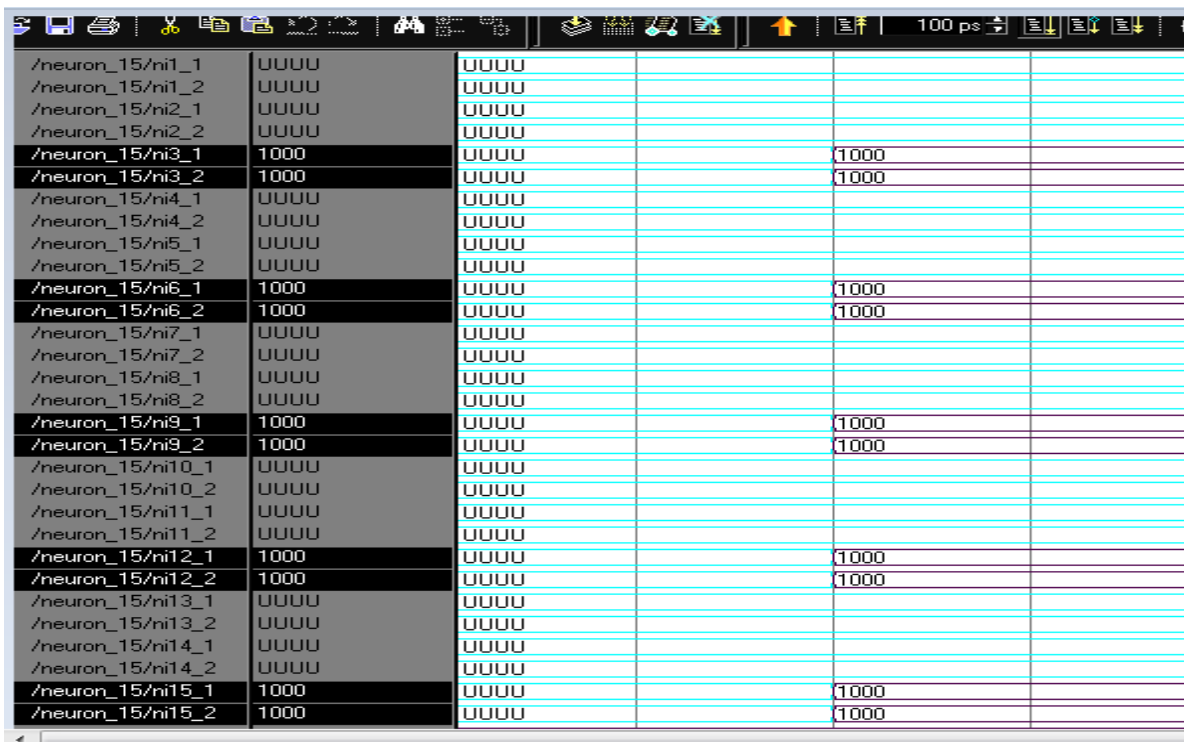 100 ps
/neuron_15/ni1_1 UUUU UUUU
/neuron_15/ni1_2 UUUU UUUU
/neuron_15/ni2_1 UUUU UUUU
/neuron_15/ni2_2 UUUU UUUU
/neuron_15/ni3_1 1000 UUUU 1000
/neuron_15/ni3_2 1000 UUUU 1000
/neuron_15/ni4_1 UUUU UUUU
/neuron_15/ni4_2 UUUU UUUU
/neuron_15/ni5_1 UUUU UUUU
/neuron_15/ni5_2 UUUU UUUU
/neuron_15/ni6_1 1000 UUUU 1000
/neuron_15/ni6_2 1000 UUUU 1000
/neuron_15/ni7_1 UUUU UUUU
/neuron_15/ni7_2 UUUU UUUU
/neuron_15/ni8_1 UUUU UUUU
/neuron_15/ni8_2 UUUU UUUU
/neuron_15/ni9_1 1000 UUUU 1000
/neuron_15/ni9_2 1000 UUUU 1000
/neuron_15/ni10_1 UUUU UUUU
/neuron_15/ni10_2 UUUU UUUU
/neuron_15/ni11_1 UUUU UUUU
/neuron_15/ni11_2 UUUU UUUU
/neuron_15/ni12_1 1000 UUUU 1000
/neuron_15/ni12_2 1000 UUUU 1000
/neuron_15/ni13_1 UUUU UUUU
/neuron_15/ni13_2 UUUU UUUU
/neuron_15/ni14_1 UUUU UUUU
/neuron_15/ni14_2 UUUU UUUU
/neuron_15/ni15_1 1000 UUUU 1000
/neuron_15/ni15_2 1000 UUUU 1000